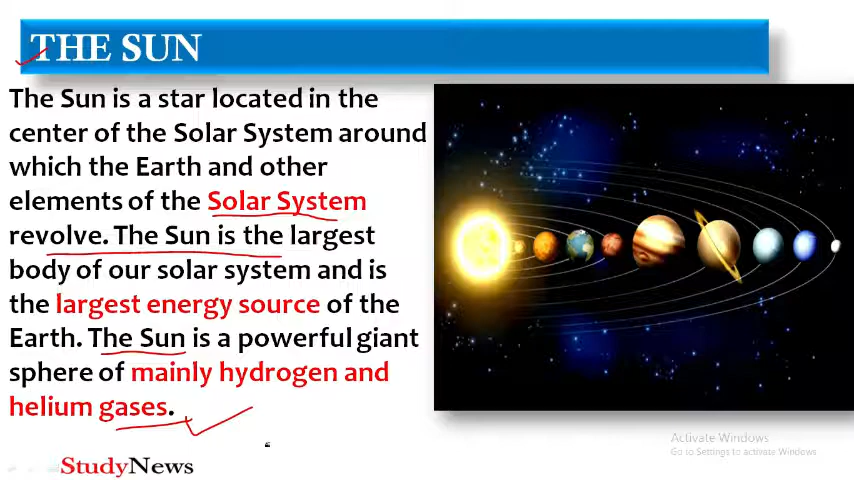 THE SUN
The Sun is a star located in the
center of the Solar System around
which the Earth and other
elements of the Solar System
revolve. The Sun is the largest
body of our solar system and is
the largest energy source of the
Earth. The Sun is a powerful giant
sphere of mainly hydrogen and
helium gases.
Activate Windows
Go to Settings to activate Windows.
StudyNews